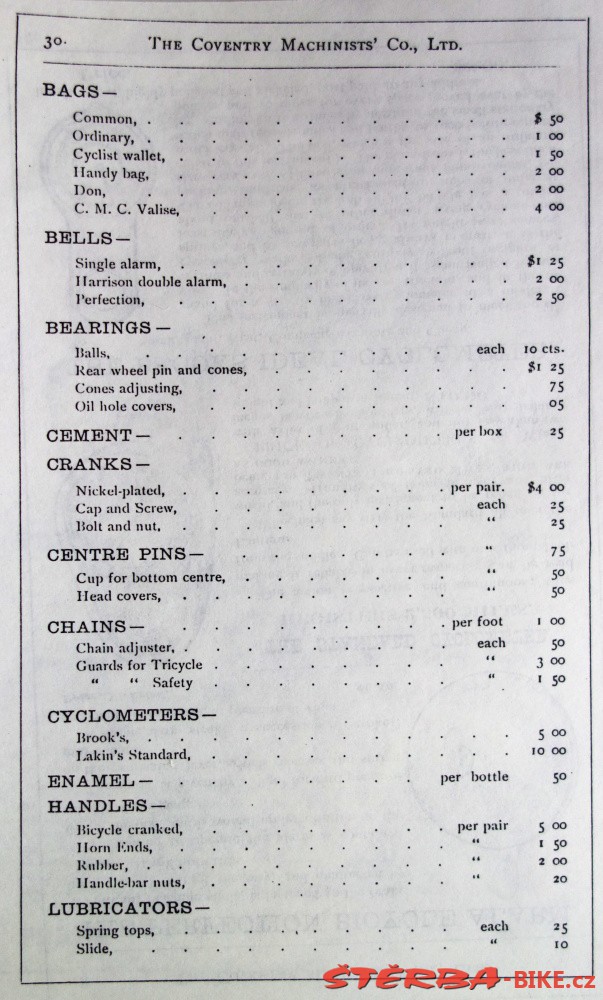 30. THE COVENTRY MACHINISTS' CO., LTD.
BAGS—
Common, . . . . . . . . . $ 50
Ordinary, . . . . . . . . . 1 00
Cyclist wallet, . . . . . . . . 1 50
Handy bag, . . . . . . . . 2 00
Don, . . . . . . . . . 2 00
C. M. C. Valise, . . . . . . . . 4 00
BELLS—
Single alarm, . . . . . . . . $1 25
Harrison double alarm, . . . . . . . 2 00
Perfection, . . . . . . . . 2 50
BEARINGS—
Balls, . . . . . . . each 10 cts.
Rear wheel pin and cones, . . . . . . $1 25
Cones adjusting, . . . . . . . . 75
Oil hole covers, . . . . . . . . 05
CEMENT— . . . . . . per box 25
CRANKS—
Nickel-plated, . . . . . . per pair. $4 00
Cap and Screw, . . . . . . each 25
Bolt and nut, . . . . . . . “ 25
CENTRE PINS— . . . . . . “ 75
Cup for bottom centre, . . . . . . “ 50
Head covers, . . . . . . . “ 50
CHAINS— . . . . . . per foot 1 00
Chain adjuster, . . . . . . . each 50
Guards for Tricycle . . . . . . “ 3 00
“ “ Safety . . . . . . “ 1 50
CYCLOMETERS—
Brook's, . . . . . . . . . 5 00
Lakin's Standard, . . . . . . . . 10 00
ENAMEL— . . . . . . per bottle 50
HANDLES—
Bicycle cranked, . . . . . . per pair 5 00
Horn Ends, . . . . . . . “ 1 50
Rubber, . . . . . . . . “ 2 00
Handle-bar nuts, . . . . . . . “ 20
LUBRICATORS—
Spring tops, . . . . . . . each 25
Slide, . . . . . . . . “ 10
ŠTĚRBA-BIKE.cz